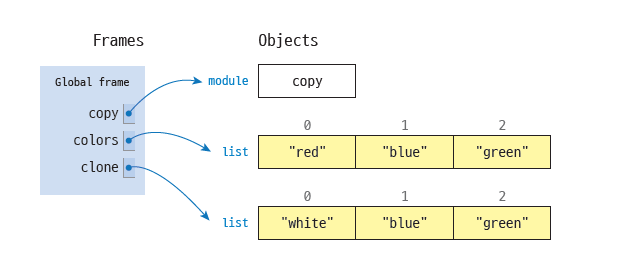 Frames Objects
Global frame
module copy
copy
0 1 2
colors
list "red" "blue" "green"
clone
0 1 2
list "white" "blue" "green"